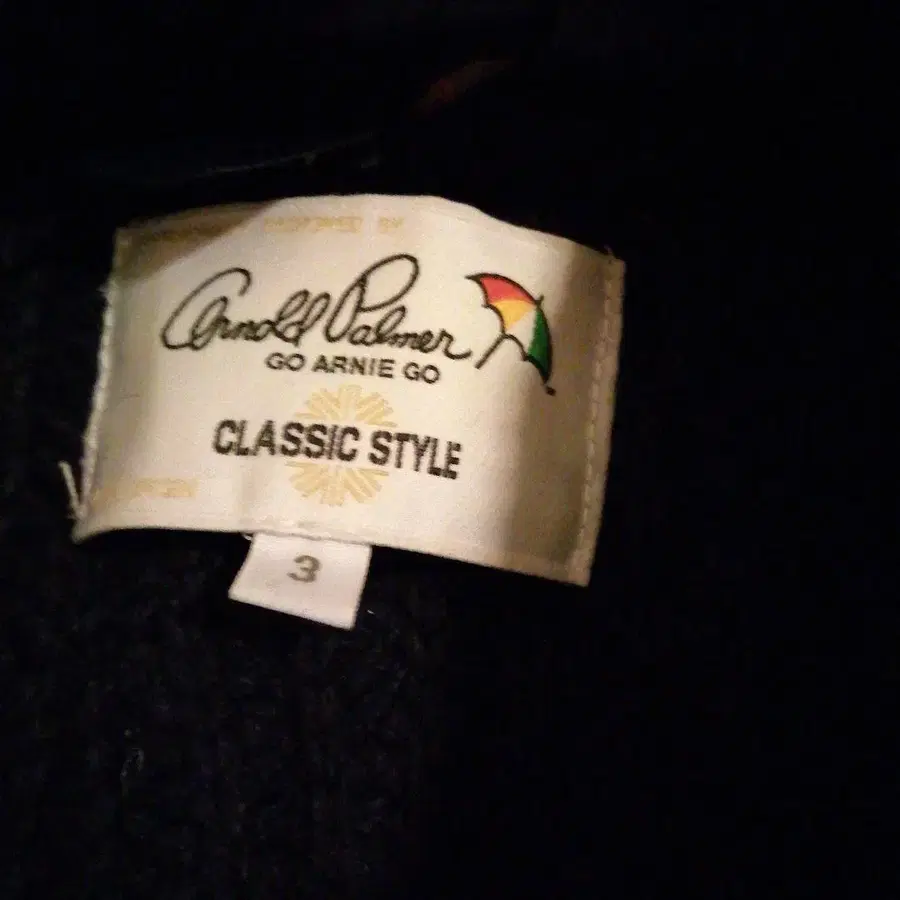 Arnold Palmer
GO ARNIE GO
CLASSIC STYLE
3